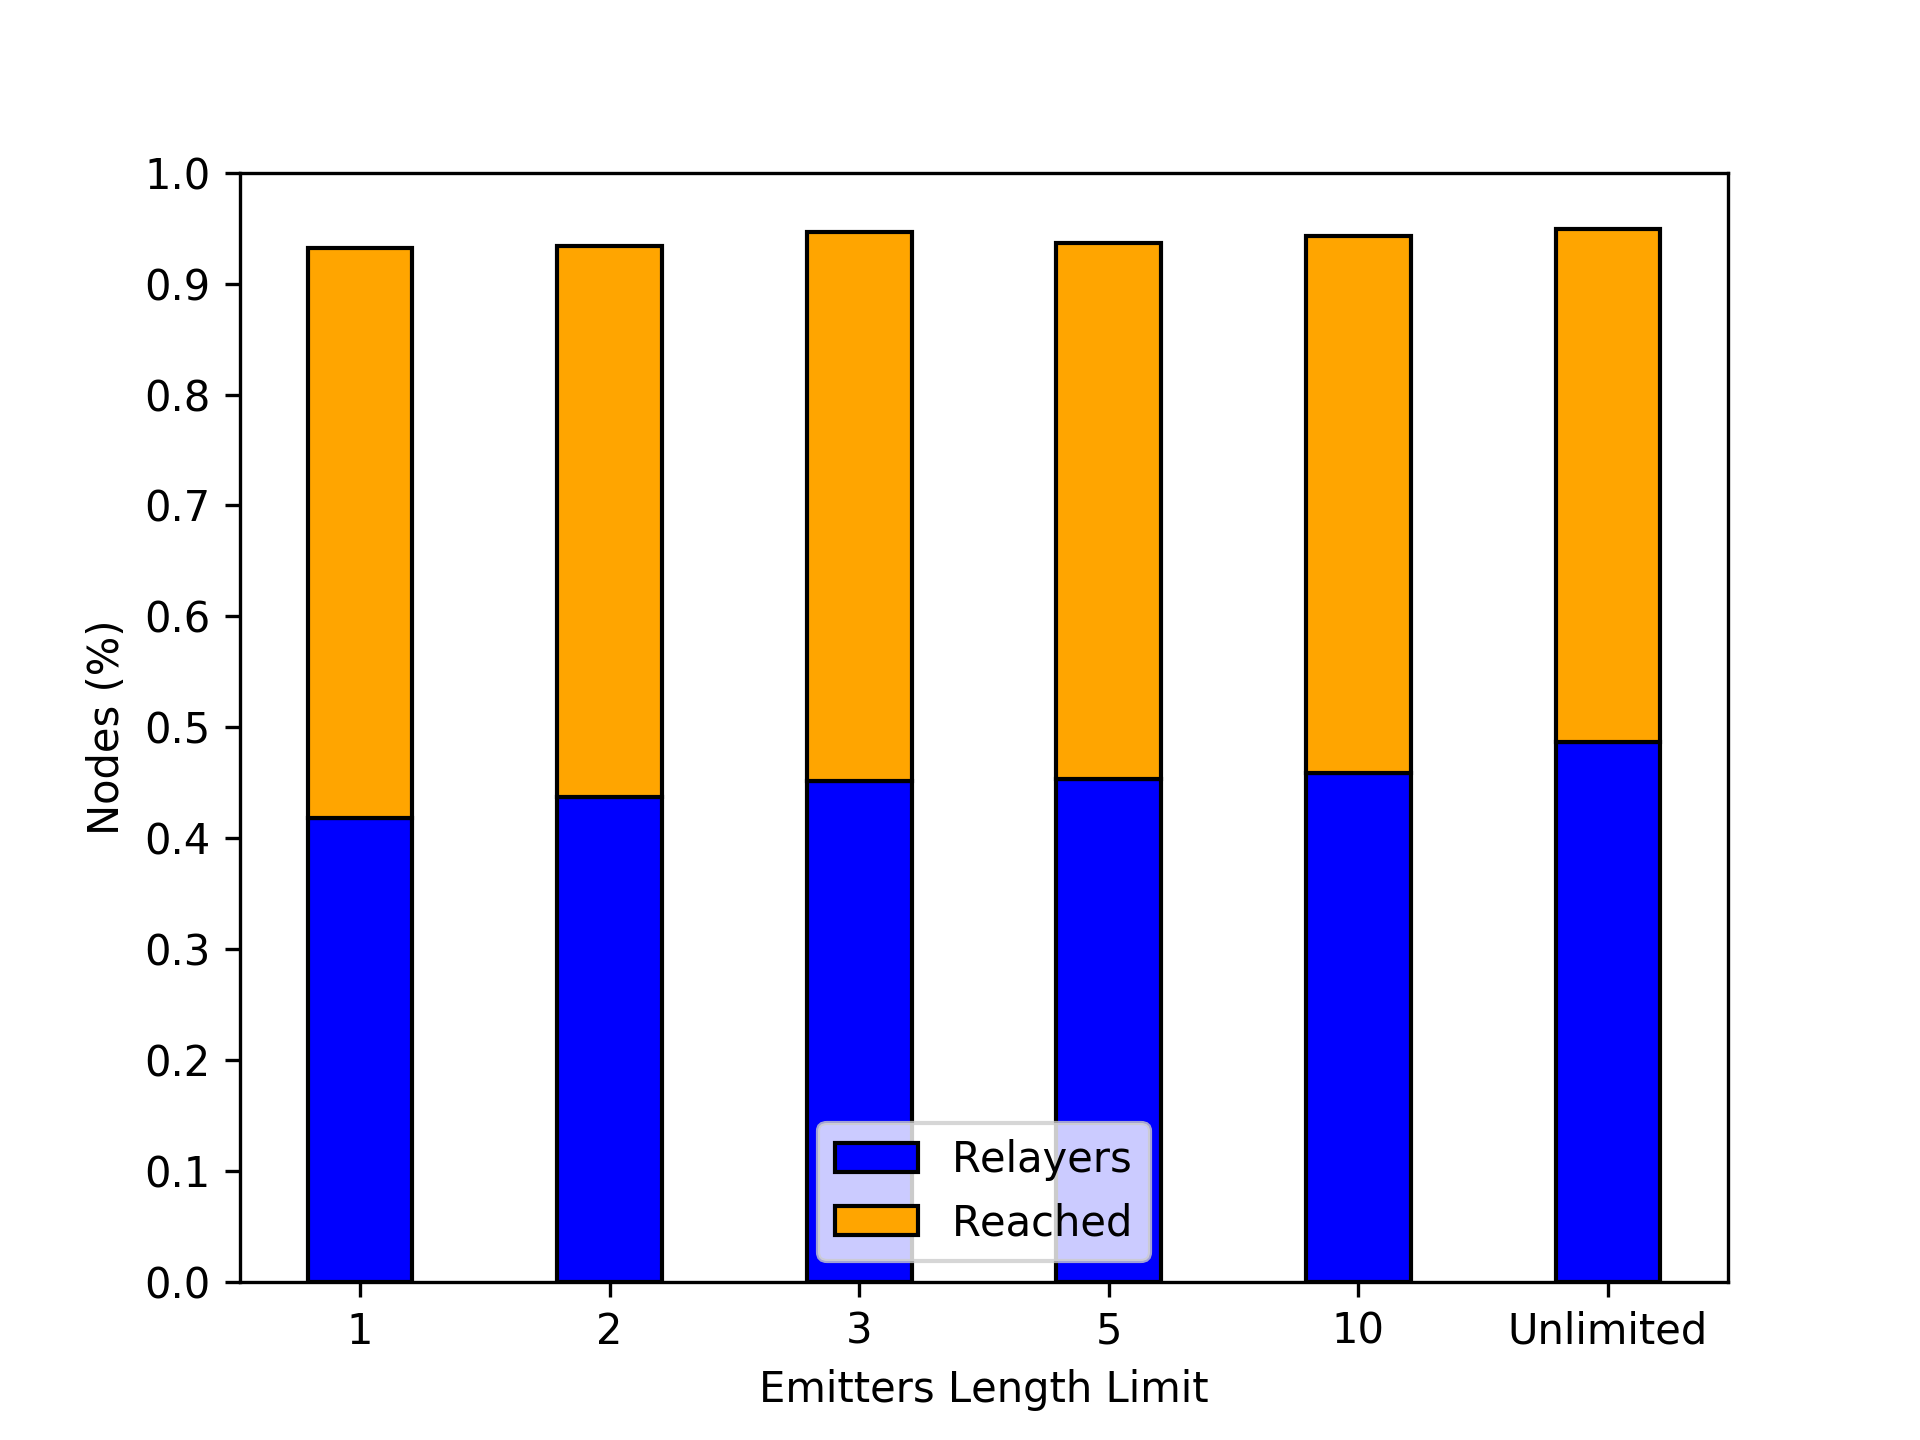 1.0
0.9
0.8
0.7
0.6
0.5
0.4
0.3
0.2
0.1
0.0
Nodes (%)
Relayers
Reached
1 2 3 5 10 Unlimited
Emitters Length Limit